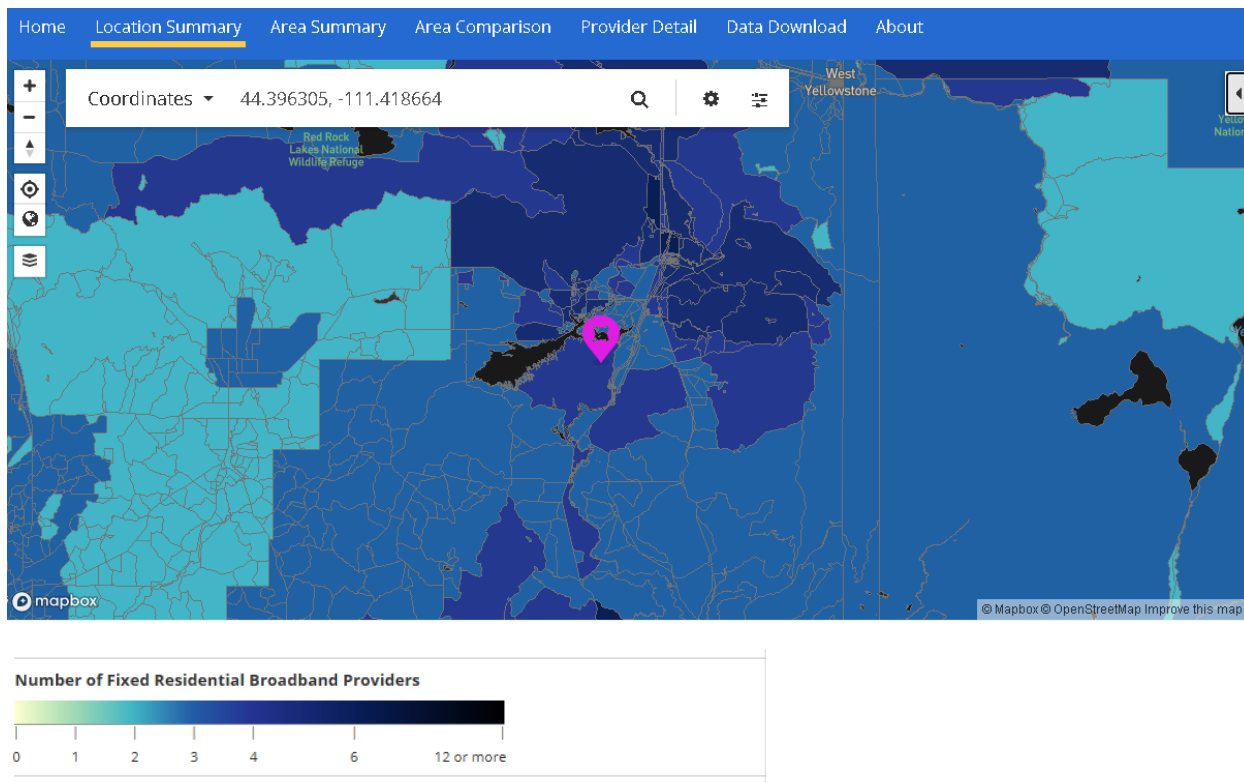 Home Location Summary Area Summary Area Comparison Provider Detail Data Download About
West
Yellowstone
Coordinates 44.396305, -111.418664
Red Rock
Lakes National
Wildlife Refuge
mapbox
© Mapbox © OpenStreetMap Improve this map
Number of Fixed Residential Broadband Providers
0 1 2 3 4 6 12 or more